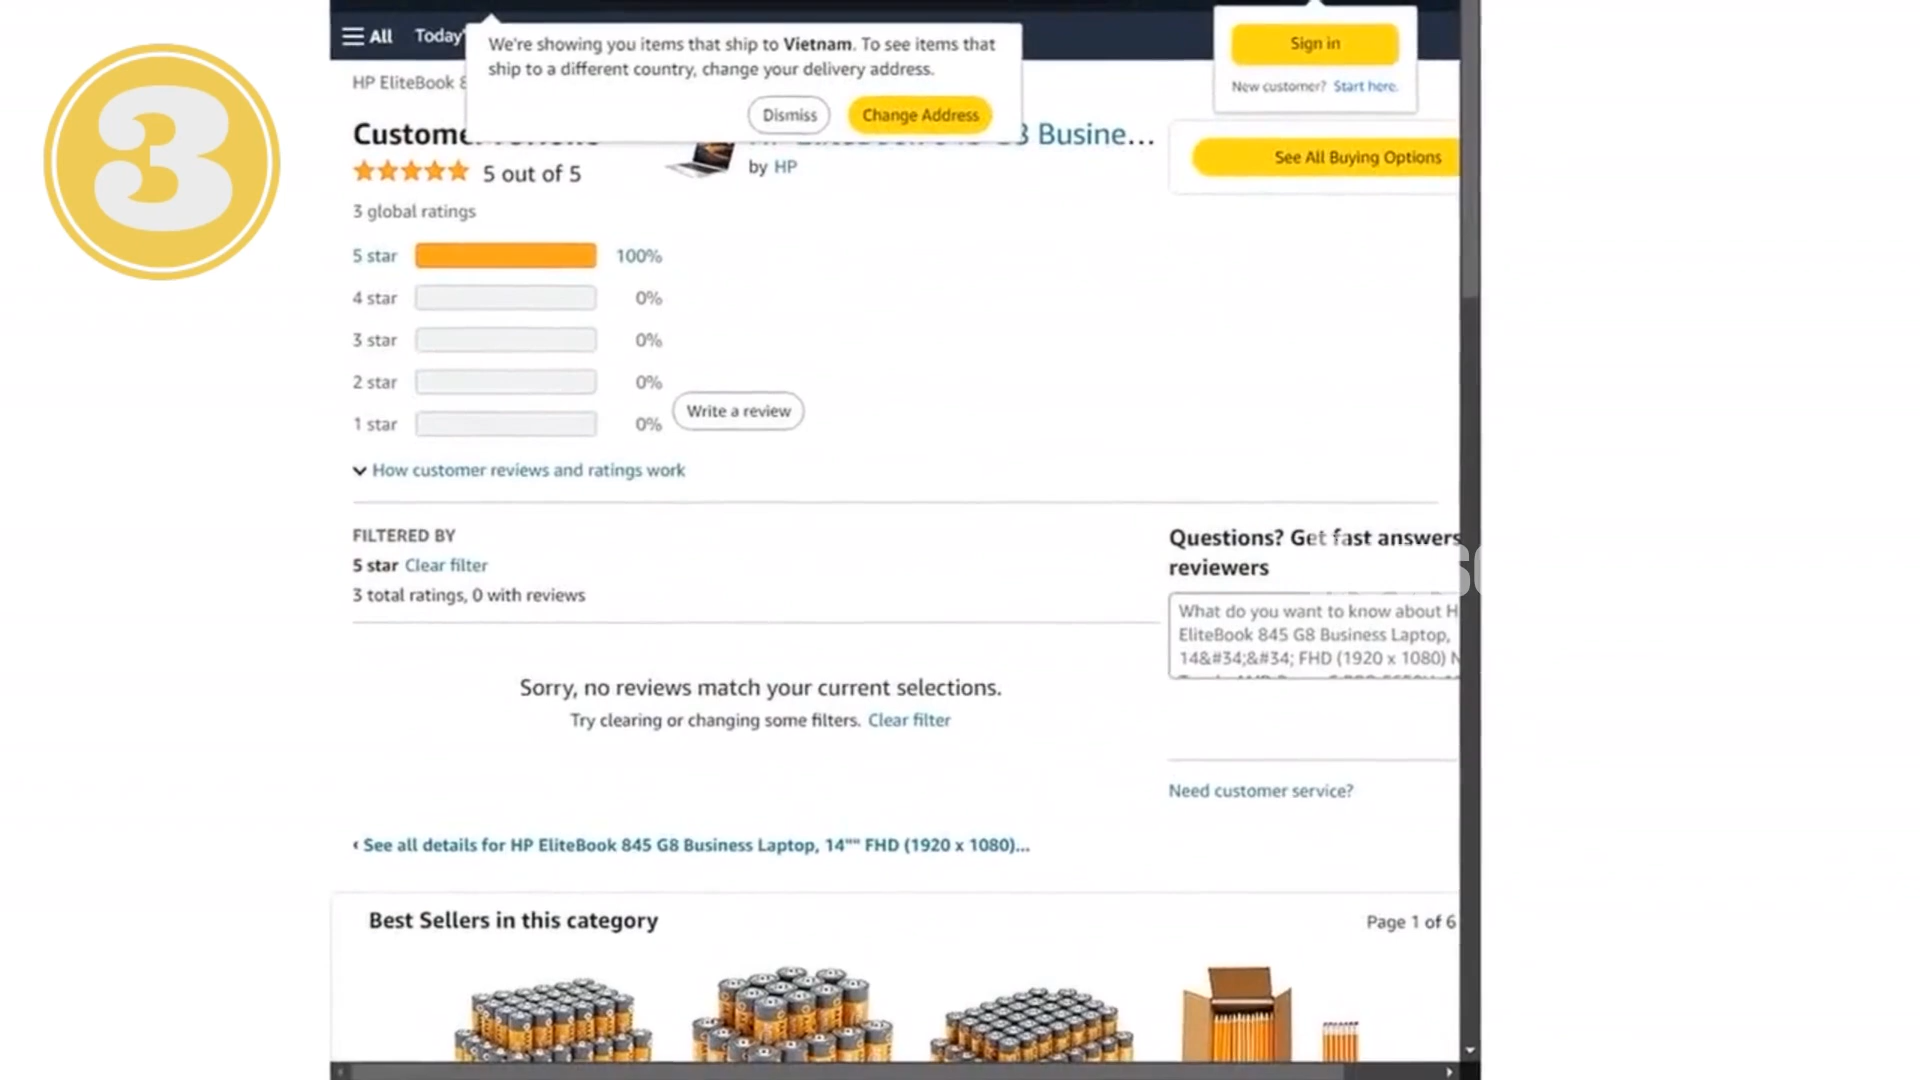 3
All Today'
We're showing you items that ship to Vietnam. To see items that
ship to a different country, change your delivery address.
Dismiss
Change Address
Sign in
New customer? Start here.
HP EliteBook 8
Busine...
by HP
See All Buying Options
5 out of 5
3 global ratings
5 star 100%
4 star 0%
3 star 0%
2 star 0%
1 star 0%
Write a review
How customer reviews and ratings work
FILTERED BY
5 star Clear filter
3 total ratings, 0 with reviews
Questions? Get fast answers
reviewers
What do you want to know about H
EliteBook 845 G8 Business Laptop,
14&#34;&#34; FHD (1920 x 1080) N
Sorry, no reviews match your current selections.
Try clearing or changing some filters. Clear filter
Need customer service?
‹ See all details for HP EliteBook 845 G8 Business Laptop, 14"" FHD (1920 x 1080)...
Best Sellers in this category
Page 1 of 6